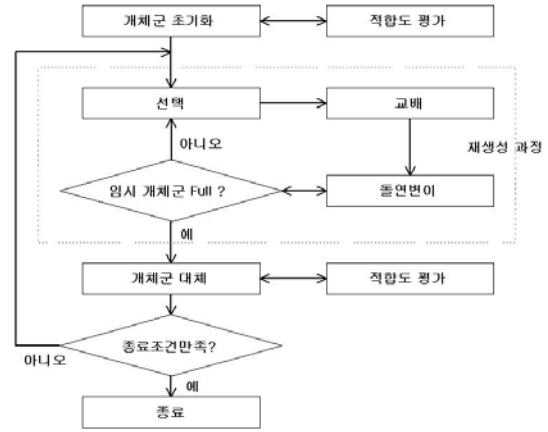 개체군 초기화
적합도 평가
선택
교배
아니오
재생성 과정
임시 개체군 Full ?
돌연변이
예
개체군 대체
적합도 평가
종료조건만족?
아니오
예
종료